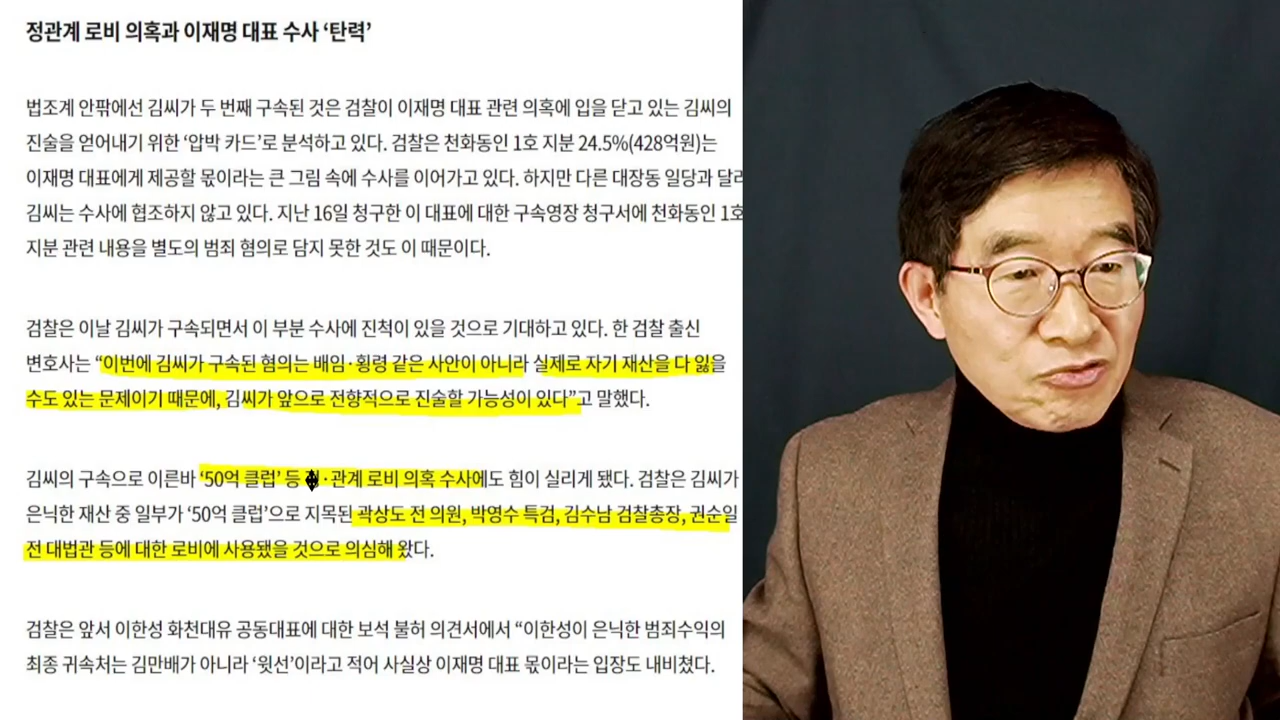 정관계 로비 의혹과 이재명 대표 수사 ‘탄력’
법조계 안팎에선 김씨가 두 번째 구속된 것은 검찰이 이재명 대표 관련 의혹에 입을 닫고 있는 김씨의
진술을 얻어내기 위한 ‘압박 카드’로 분석하고 있다. 검찰은 천화동인 1호 지분 24.5%(428억원)는
이재명 대표에게 제공할 몫이라는 큰 그림 속에 수사를 이어가고 있다. 하지만 다른 대장동 일당과
김씨는 수사에 협조하지 않고 있다. 지난 16일 청구한 이 대표에 대한 구속영장 청구서에 천화동인 1호
지분 관련 내용을 별도의 범죄 혐의로 담지 못한 것도 이 때문이다.
검찰은 이날 김씨가 구속되면서 이 부분 수사에 진척이 있을 것으로 기대하고 있다. 한 검찰 출신
변호사는 “이번에 김씨가 구속된 혐의는 배임·횡령 같은 사안이 아니라 실제로 자기 재산을 다 잃을
수도 있는 문제이기 때문에, 김씨가 앞으로 전향적으로 진술할 가능성이 있다”고 말했다.
김씨의 구속으로 이른바 ‘50억 클럽’ 등 ·관계 로비 의혹 수사에도 힘이 실리게 됐다. 검찰은 김씨가
은닉한 재산 중 일부가 ‘50억 클럽’으로 지목된 곽상도 전 의원, 박영수 특검, 김수남 검찰총장, 권순일
전 대법관 등에 대한 로비에 사용됐을 것으로 의심해 왔다.
검찰은 앞서 이한성 화천대유 공동대표에 대한 보석 불허 의견서에서 “이한성이 은닉한 범죄수익의
최종 귀속처는 김만배가 아니라 ‘윗선’이라고 적어 사실상 이재명 대표 몫이라는 입장도 내비쳤다.